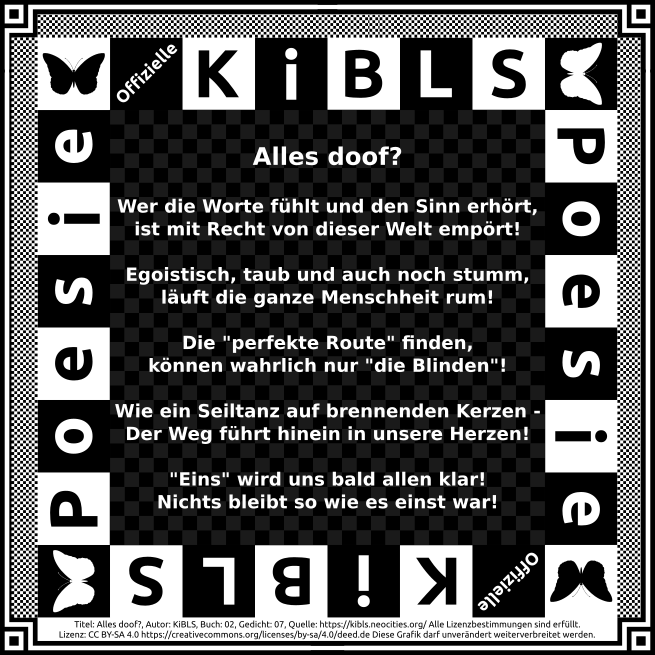 Offizielle KiBLS
Poesie
Poesie
Alles doof?
Wer die Worte fühlt und den Sinn erhört,
ist mit Recht von dieser Welt empört!
Egoistisch, taub und auch noch stumm,
läuft die ganze Menschheit rum!
Die "perfekte Route" finden,
können wahrlich nur "die Blinden"!
Wie ein Seiltanz auf brennenden Kerzen -
Der Weg führt hinein in unsere Herzen!
"Eins" wird uns bald allen klar!
Nichts bleibt so wie es einst war!
Offizielle KiBLS
Titel: Alles doof?, Autor: KiBLS, Buch: 02, Gedicht: 07, Quelle: https://kibls.neocities.org/ Alle Lizenzbestimmungen sind erfüllt.
Lizenz: CC BY-SA 4.0 https://creativecommons.org/licenses/by-sa/4.0/deed.de Diese Grafik darf unverändert weiterverbreitet werden.